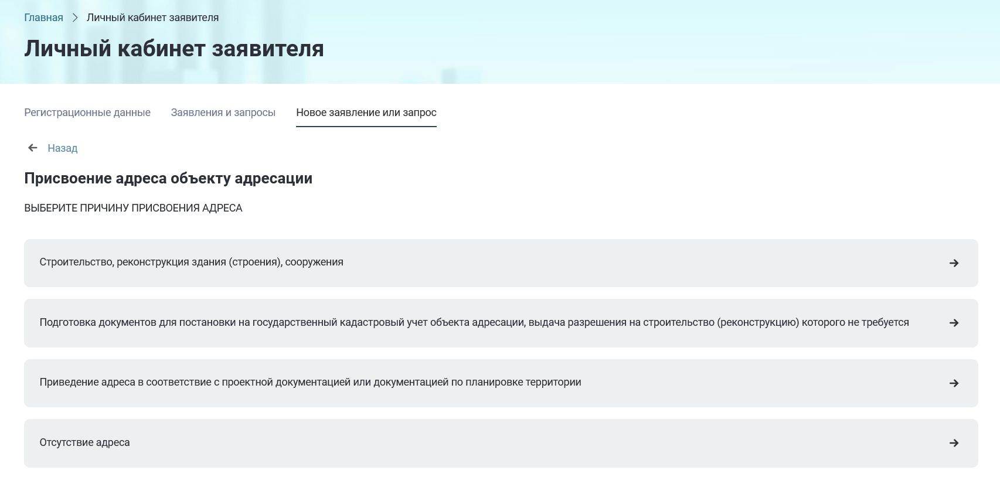 Главная > Личный кабинет заявителя
Личный кабинет заявителя
Регистрационные данные Заявления и запросы Новое заявление или запрос
Назад
Присвоение адреса объекту адресации
ВЫБЕРИТЕ ПРИЧИНУ ПРИСВОЕНИЯ АДРЕСА
Строительство, реконструкция здания (строения), сооружения
Подготовка документов для постановки на государственный кадастровый учет объекта адресации, выдача разрешения на строительство (реконструкцию) которого не требуется
Приведение адреса в соответствие с проектной документацией или документацией по планировке территории
Отсутствие адреса